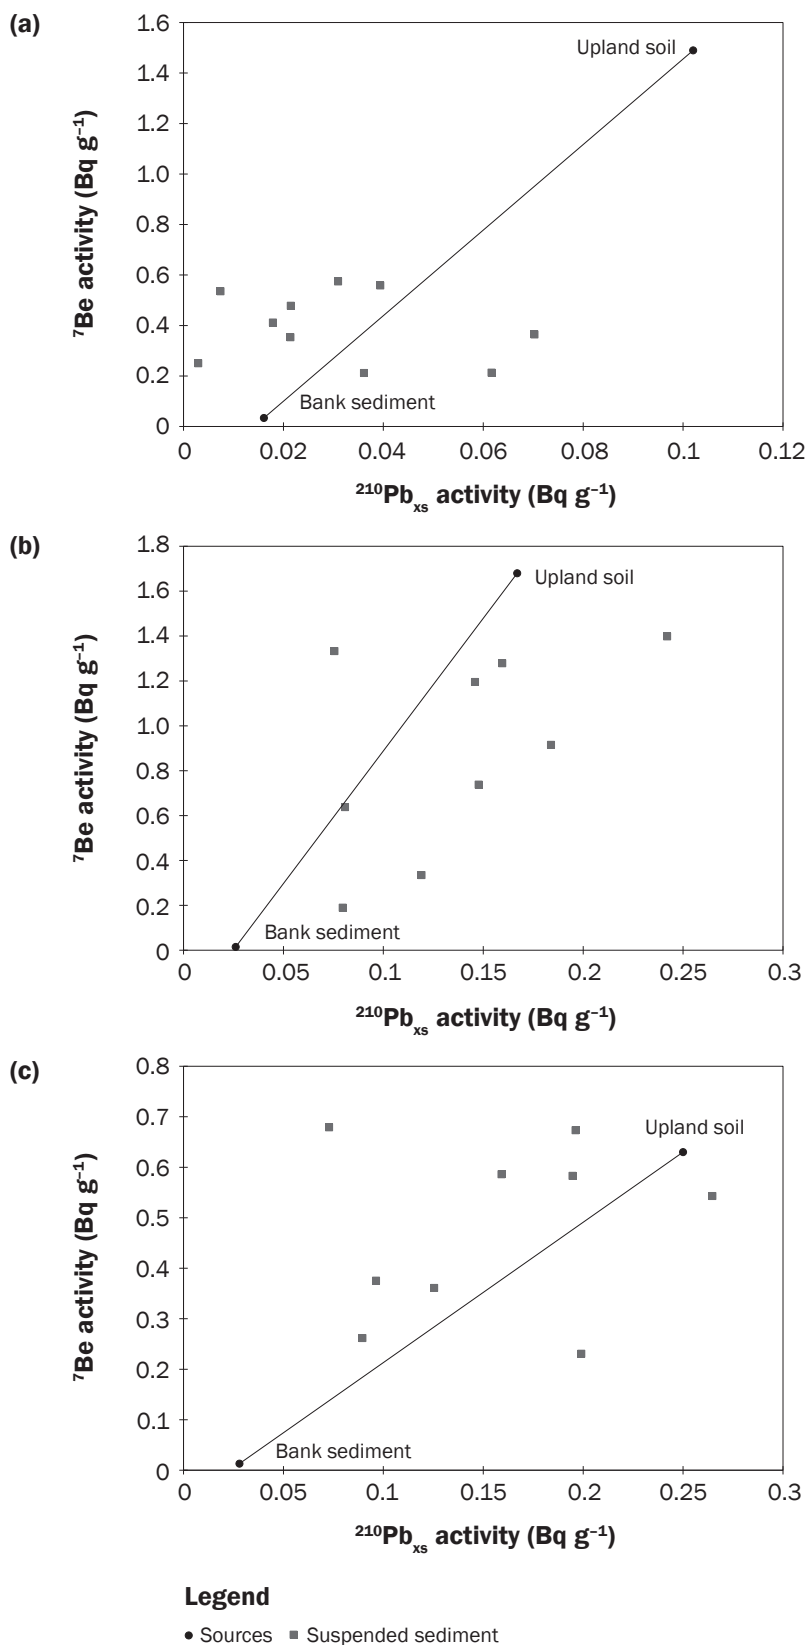 (a)
1.6
1.4
1.2
1.0
0.8
0.6
0.4
0.2
0
⁷Be activity (Bq g⁻¹)
Upland soil
Bank sediment
0 0.02 0.04 0.06 0.08 0.1 0.12
²¹⁰Pbₓₛ activity (Bq g⁻¹)
(b)
1.8
1.6
1.4
1.2
1.0
0.8
0.6
0.4
0.2
0
⁷Be activity (Bq g⁻¹)
Upland soil
Bank sediment
0 0.05 0.1 0.15 0.2 0.25 0.3
²¹⁰Pbₓₛ activity (Bq g⁻¹)
(c)
0.8
0.7
0.6
0.5
0.4
0.3
0.2
0.1
0
⁷Be activity (Bq g⁻¹)
Upland soil
Bank sediment
0 0.05 0.1 0.15 0.2 0.25 0.3
²¹⁰Pbₓₛ activity (Bq g⁻¹)
Legend
Sources Suspended sediment